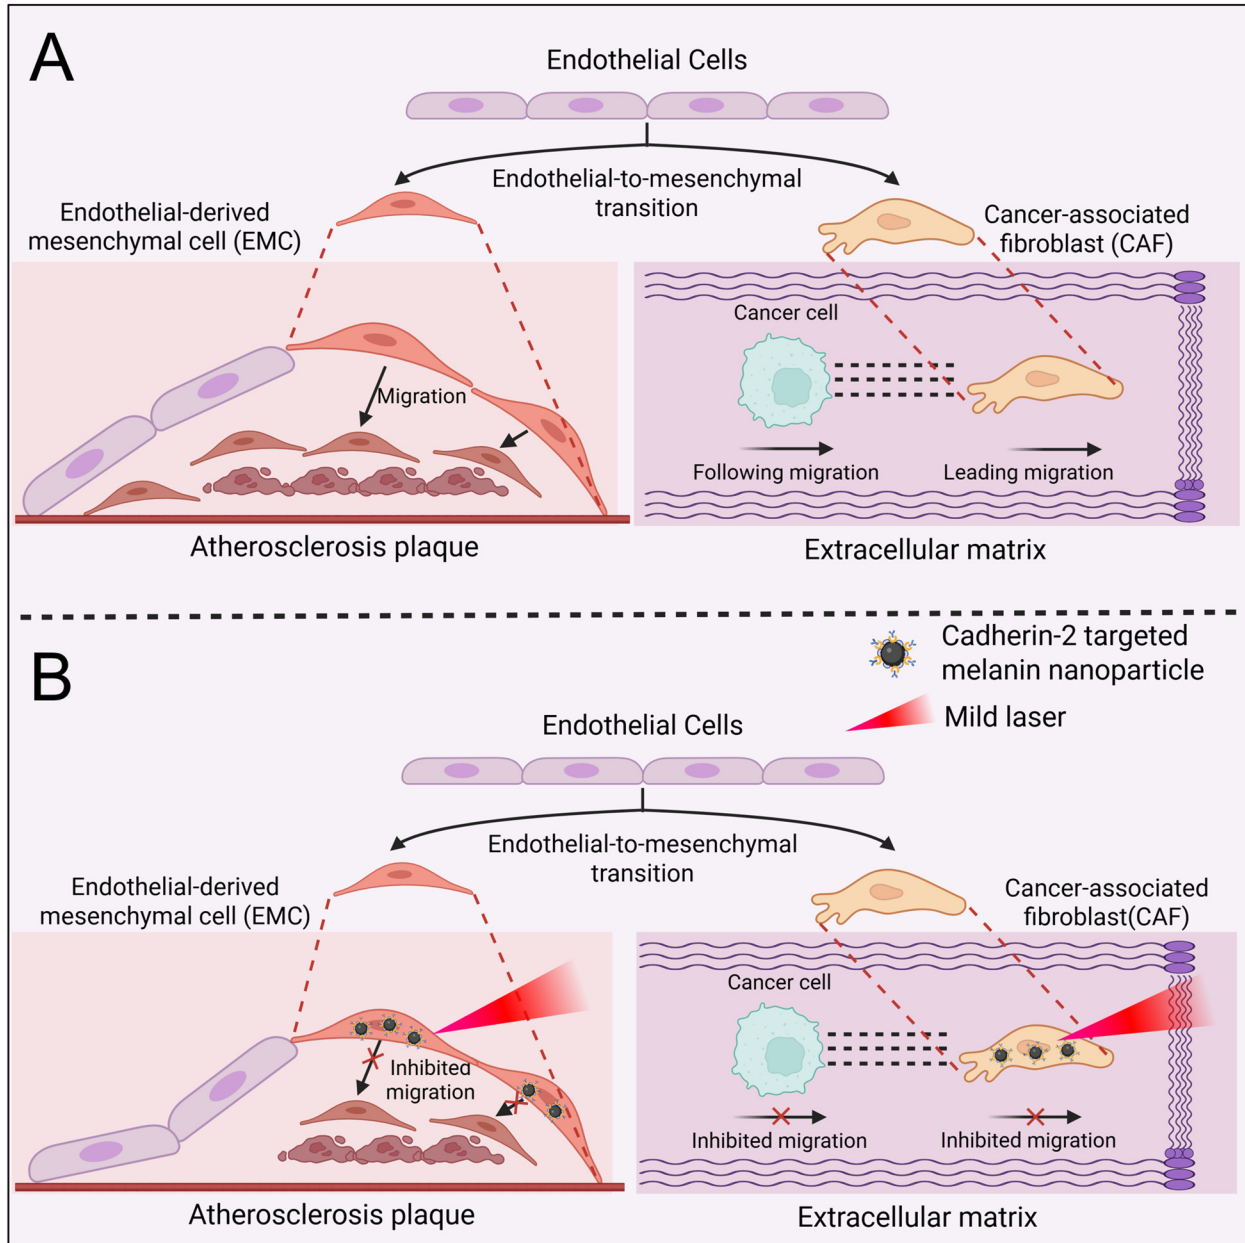 A
Endothelial Cells
Endothelial-to-mesenchymal
transition
Endothelial-derived
mesenchymal cell (EMC)
Cancer-associated
fibroblast (CAF)
Migration
Atherosclerosis plaque
Cancer cell
Following migration
Leading migration
Extracellular matrix
B
Cadherin-2 targeted
melanin nanoparticle
Mild laser
Endothelial Cells
Endothelial-to-mesenchymal
transition
Endothelial-derived
mesenchymal cell (EMC)
Cancer-associated
fibroblast(CAF)
Inhibited
migration
Atherosclerosis plaque
Cancer cell
Inhibited migration
Inhibited migration
Extracellular matrix